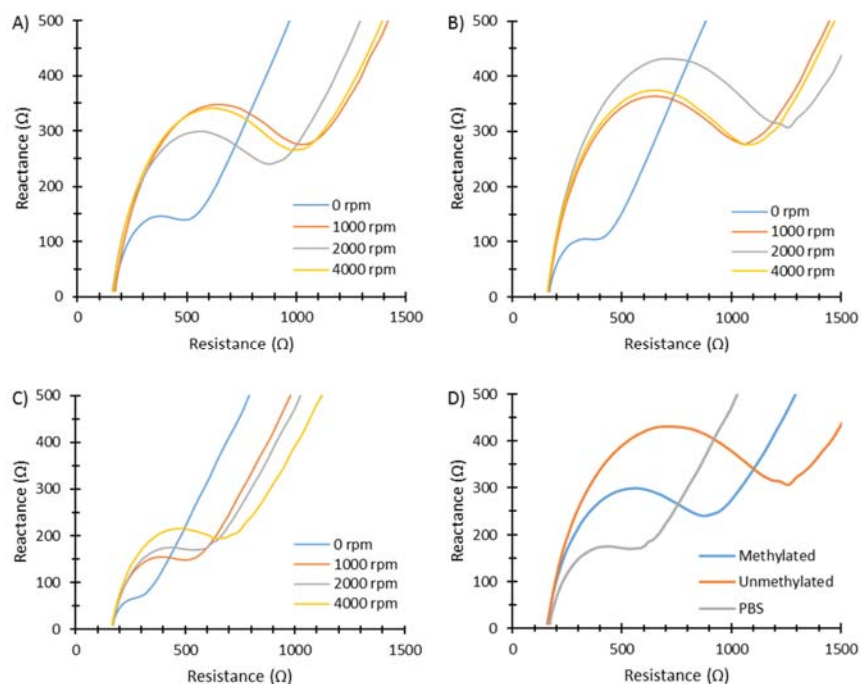 A)
500
400
300
200
100
0
Reactance (Ω)
0 500 1000 1500
Resistance (Ω)
0 rpm
1000 rpm
2000 rpm
4000 rpm
B)
500
400
300
200
100
0
Reactance (Ω)
0 500 1000 1500
Resistance (Ω)
0 rpm
1000 rpm
2000 rpm
4000 rpm
C)
500
400
300
200
100
0
Reactance (Ω)
0 500 1000 1500
Resistance (Ω)
0 rpm
1000 rpm
2000 rpm
4000 rpm
D)
500
400
300
200
100
0
Reactance (Ω)
0 500 1000 1500
Resistance (Ω)
Methylated
Unmethylated
PBS